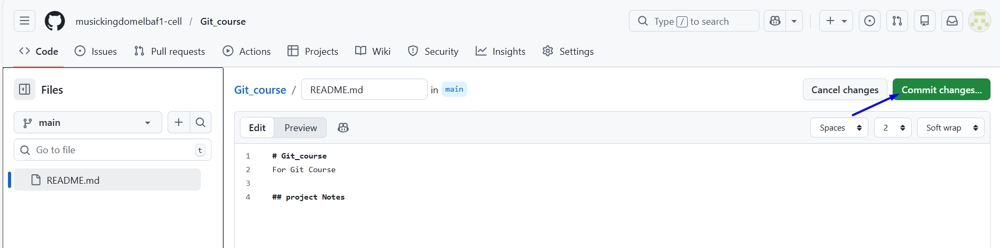 musickingdomelbaf1-cell / Git_course
Type / to search
Code Issues Pull requests Actions Projects Wiki Security Insights Settings
Files
Git_course / README.md in main
Cancel changes Commit changes...
main
Edit Preview
Spaces 2 Soft wrap
Go to file t
README.md
1 # Git_course
2 For Git Course
3
4 ## project Notes